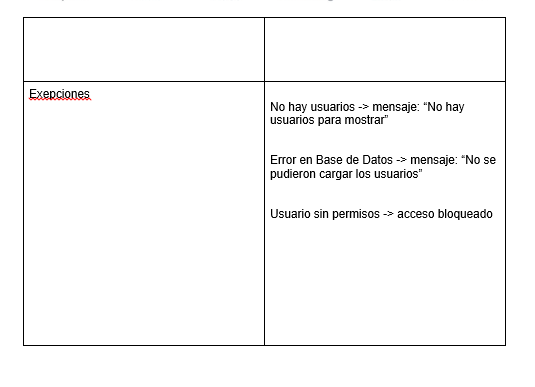 Exepciones
No hay usuarios -> mensaje: “No hay
usuarios para mostrar”
Error en Base de Datos -> mensaje: “No se
pudieron cargar los usuarios”
Usuario sin permisos -> acceso bloqueado